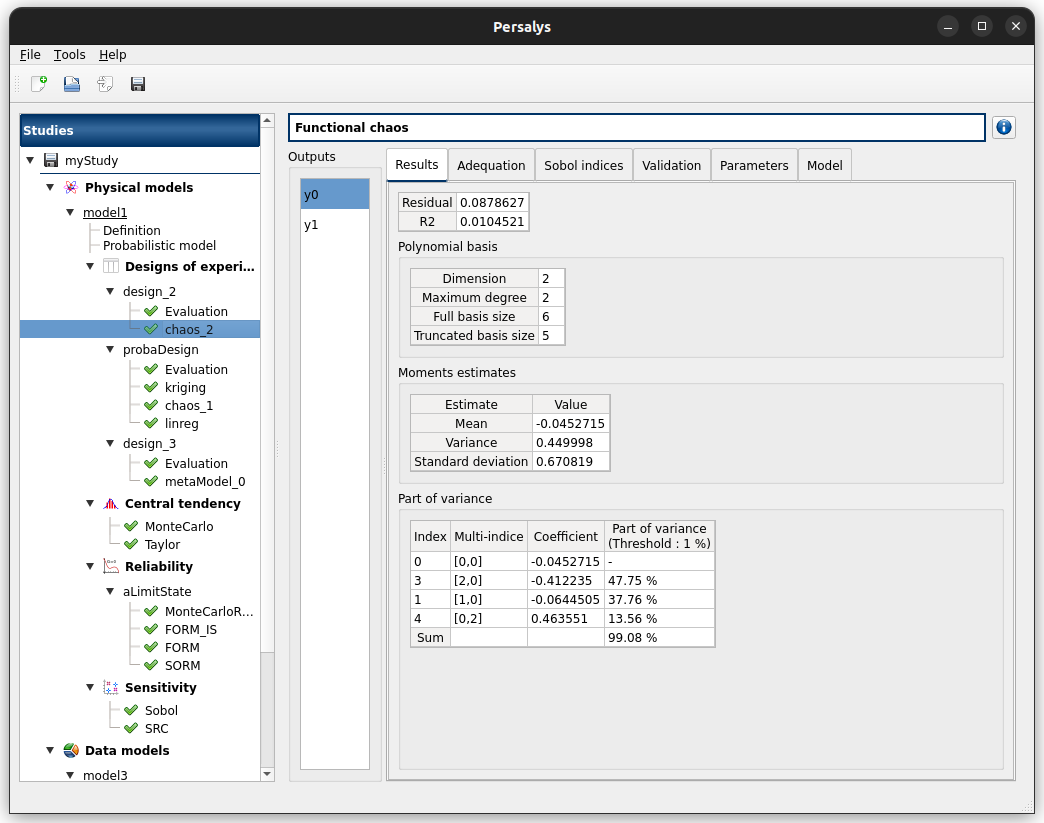 Persalys
File Tools Help
Studies
myStudy
Physical models
model1
Definition
Probabilistic model
Designs of experi...
design_2
Evaluation
chaos_2
probaDesign
Evaluation
kriging
chaos_1
linreg
design_3
Evaluation
metaModel_0
Central tendency
MonteCarlo
Taylor
Reliability
aLimitState
MonteCarloR...
FORM_IS
FORM
SORM
Sensitivity
Sobol
SRC
Data models
model3
Functional chaos
Outputs
y0
y1
Results Adequation Sobol indices Validation Parameters Model
Residual 0.0878627
R2 0.0104521
Polynomial basis
Dimension 2
Maximum degree 2
Full basis size 6
Truncated basis size 5
Moments estimates
Estimate Value
Mean -0.0452715
Variance 0.449998
Standard deviation 0.670819
Part of variance
Index Multi-indice Coefficient Part of variance
(Threshold : 1 %)
0 [0,0] -0.0452715 -
3 [2,0] -0.412235 47.75 %
1 [1,0] -0.0644505 37.76 %
4 [0,2] 0.463551 13.56 %
Sum 99.08 %